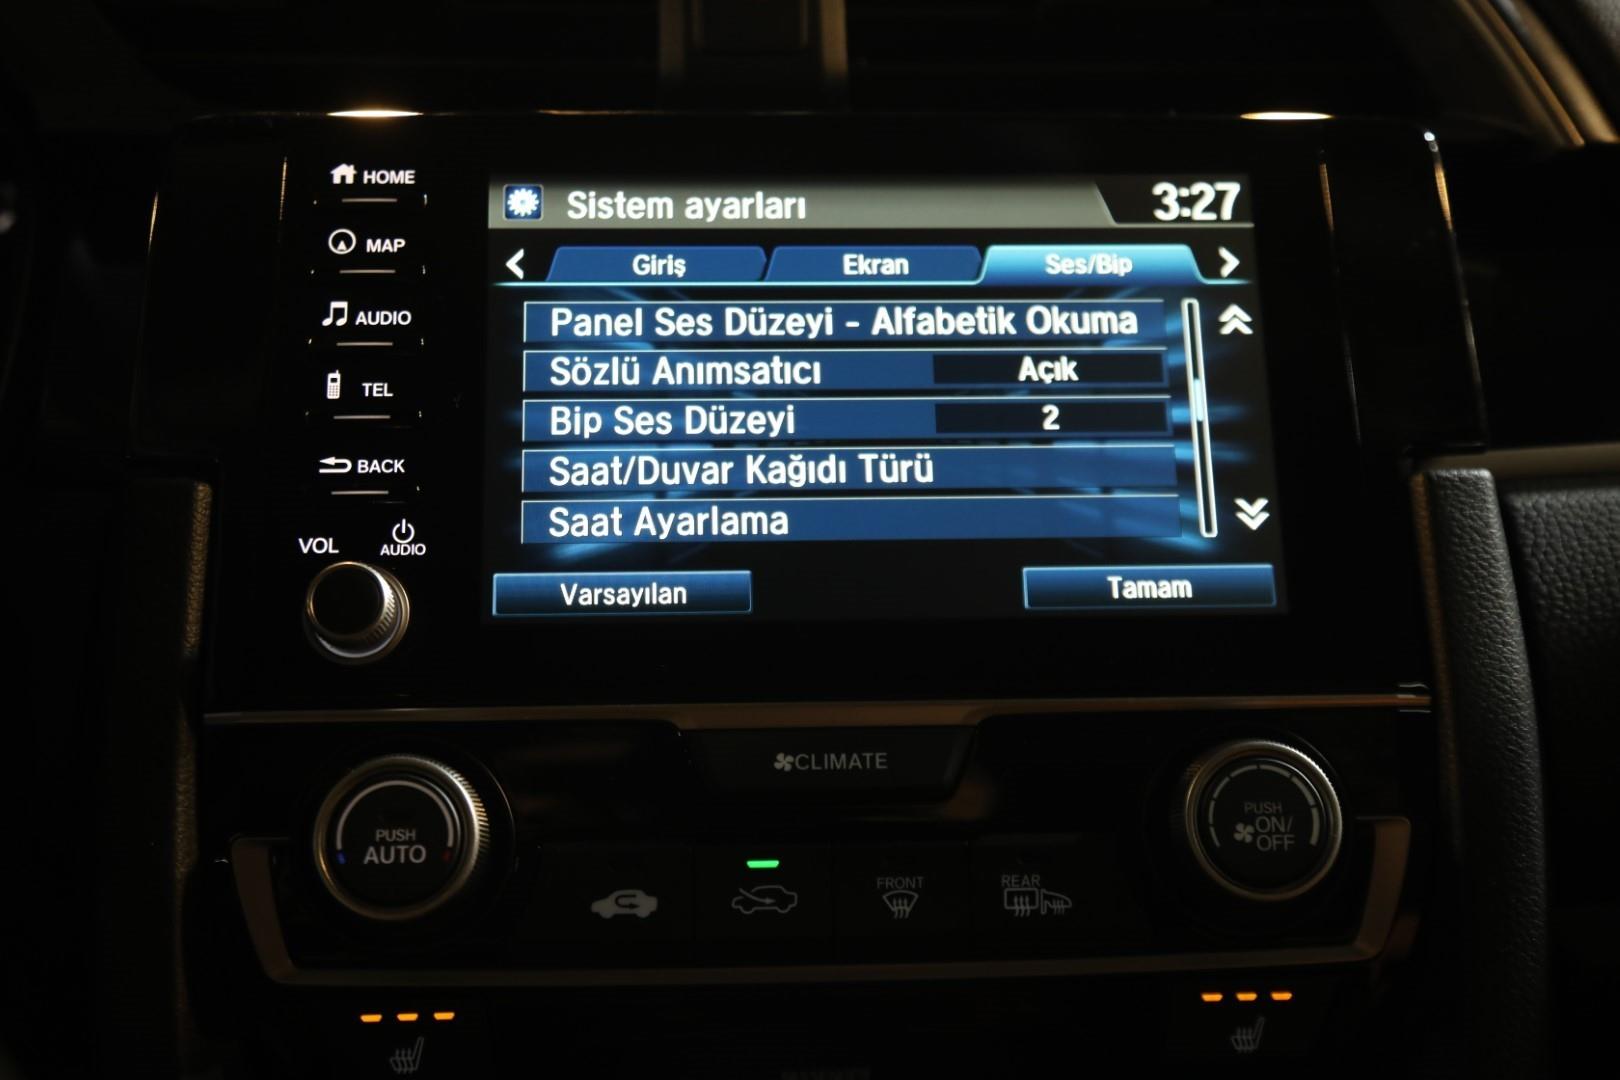 HOME
MAP
AUDIO
TEL
BACK
VOL
AUDIO
Sistem ayarları 3:27
Giriş Ekran Ses/Bip
Panel Ses Düzeyi - Alfabetik Okuma
Sözlü Anımsatıcı Açık
Bip Ses Düzeyi 2
Saat/Duvar Kağıdı Türü
Saat Ayarlama
Varsayılan Tamam
CLIMATE
PUSH
AUTO
FRONT
REAR
PUSH
ON/
OFF